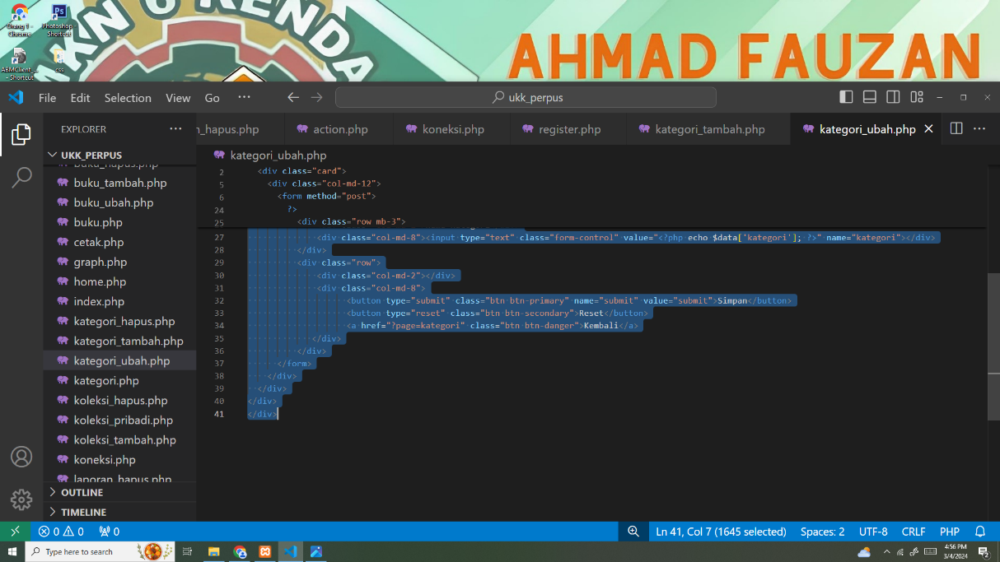 Orang 1 -
Chrome
Photoshop -
Shortcut
ABMClient_...
- Shortcut
css
AHMAD FAUZAN
File Edit Selection View Go ···
ukk_perpus
EXPLORER ···
n_hapus.php
action.php
koneksi.php
register.php
kategori_tambah.php
kategori_ubah.php
···
UKK_PERPUS
buku_hapus.php
buku_tambah.php
buku_ubah.php
buku.php
cetak.php
graph.php
home.php
index.php
kategori_hapus.php
kategori_tambah.php
kategori_ubah.php
kategori.php
koleksi_hapus.php
koleksi_pribadi.php
koleksi_tambah.php
koneksi.php
laporan_hapus.php
OUTLINE
TIMELINE
kategori_ubah.php
2 <div class="card">
5 <div class="col-md-12">
6 <form method="post">
24 ?>
25 <div class="row mb-3">
27 <div class="col-md-8"><input type="text" class="form-control" value="<?php echo $data['kategori']; ?>" name="kategori"></div>
28 </div>
29 <div class="row">
30 <div class="col-md-2"></div>
31 <div class="col-md-8">
32 <button type="submit" class="btn btn-primary" name="submit" value="submit">Simpan</button>
33 <button type="reset" class="btn btn-secondary">Reset</button>
34 <a href="?page=kategori" class="btn btn-danger">Kembali</a>
35 </div>
36 </div>
37 </form>
38 </div>
39 </div>
40 </div>
41 </div>
0 0 0
Ln 41, Col 7 (1645 selected) Spaces: 2 UTF-8 CRLF PHP
Type here to search
4:56 PM
3/4/2024
2